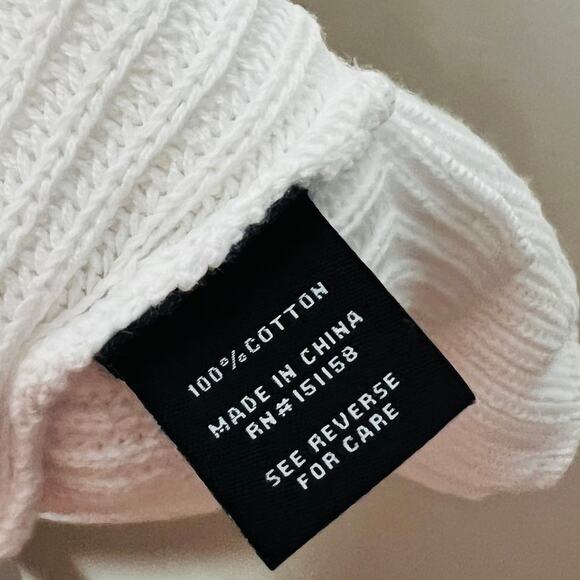 100% COTTON
MADE IN CHINA
RN# 151158
SEE REVERSE
FOR CARE